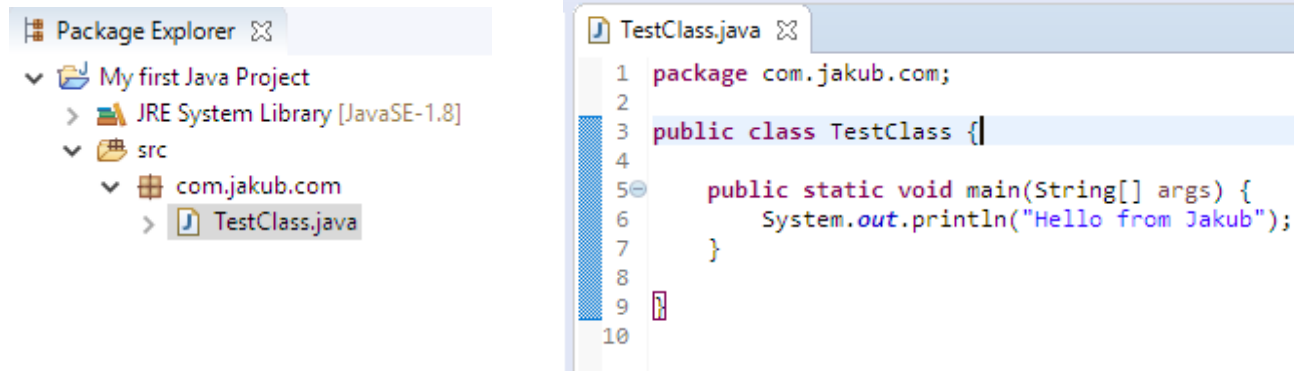 Package Explorer
My first Java Project
JRE System Library [JavaSE-1.8]
src
com.jakub.com
TestClass.java
TestClass.java
1 package com.jakub.com;
2
3 public class TestClass {
4
5 public static void main(String[] args) {
6 System.out.println("Hello from Jakub");
7 }
8
9 }
10